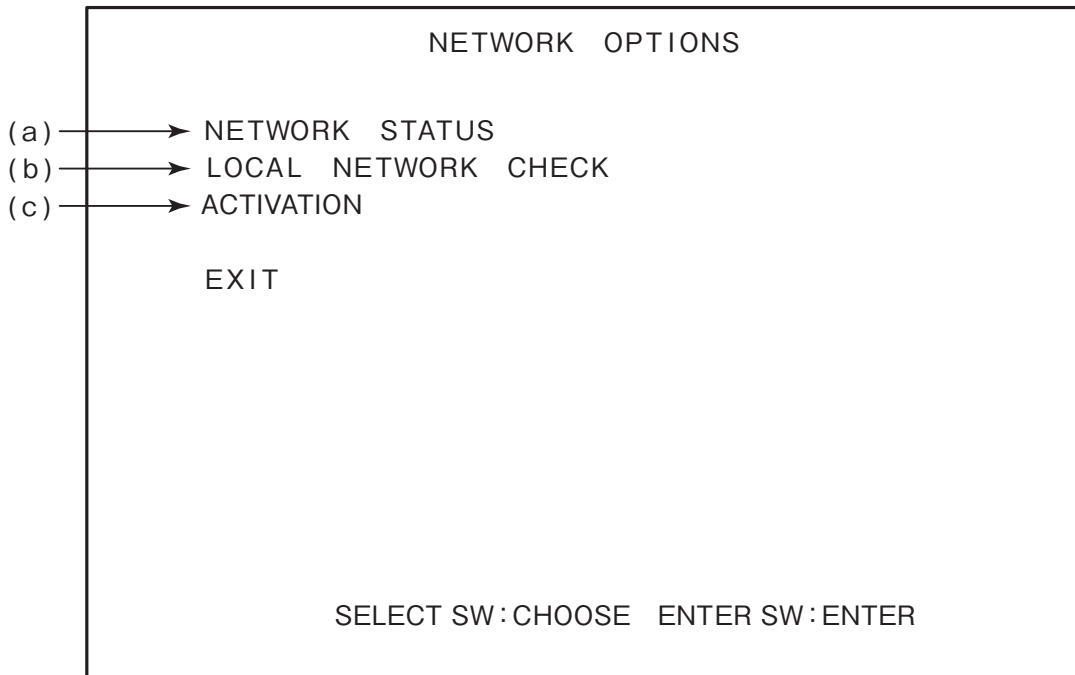 NETWORK OPTIONS
(a) NETWORK STATUS
(b) LOCAL NETWORK CHECK
(c) ACTIVATION
EXIT
SELECT SW:CHOOSE ENTER SW:ENTER